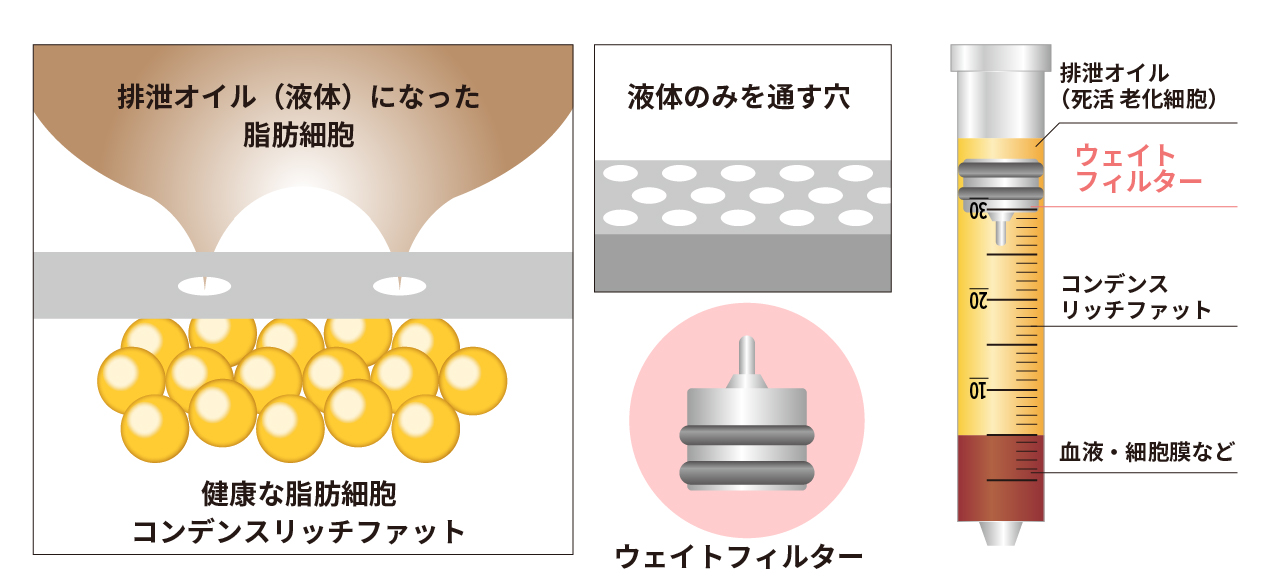 排泄オイル（液体）になった
脂肪細胞
健康な脂肪細胞
コンデンスリッチファット
液体のみを通す穴
ウェイトフィルター
排泄オイル
（死活 老化細胞）
ウェイト
フィルター
30
20
コンデンス
リッチファット
10
血液・細胞膜など